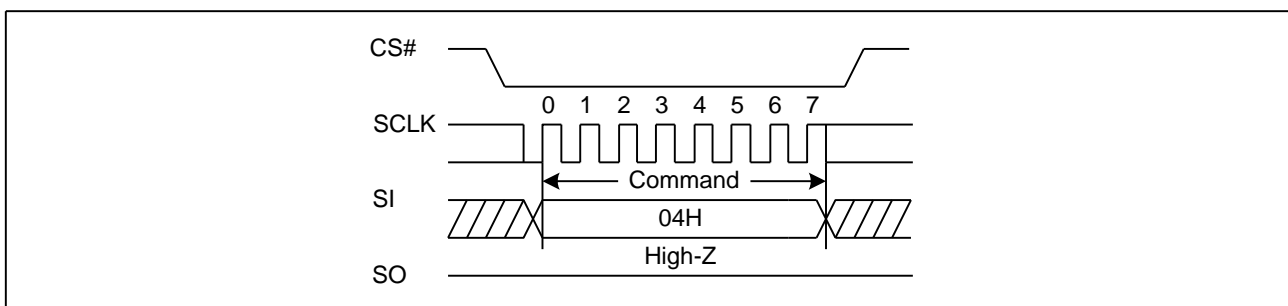 CS#
0 1 2 3 4 5 6 7
SCLK
Command
SI
04H
High-Z
SO